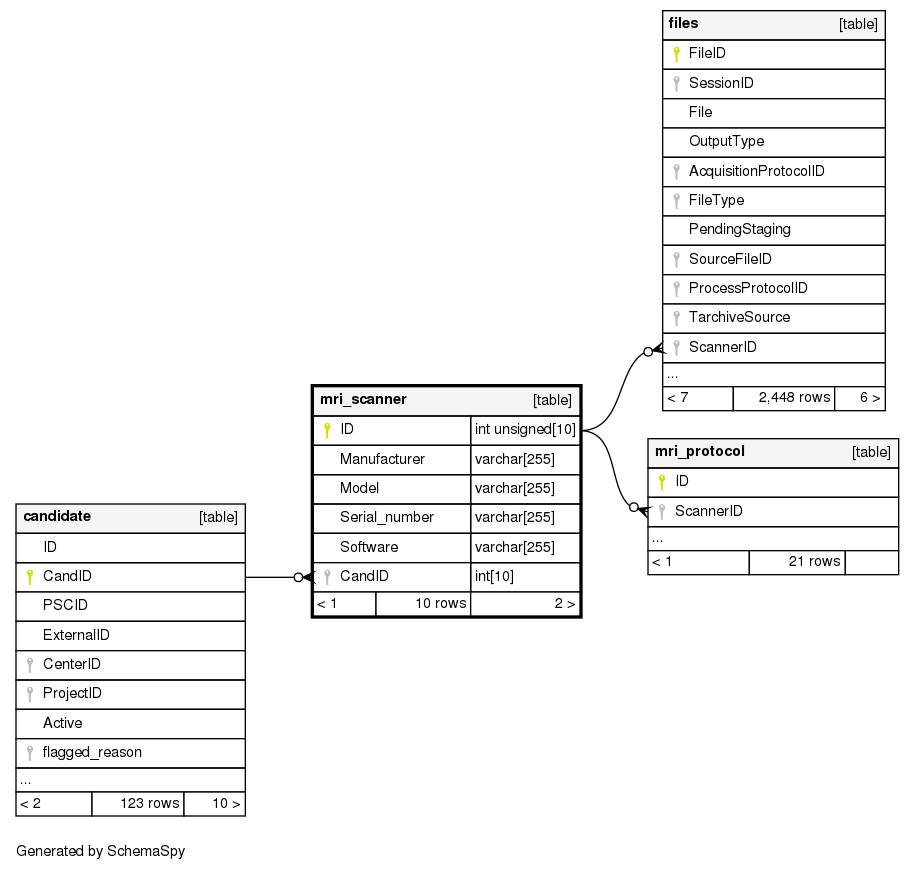 files [table]
FileID
SessionID
File
OutputType
AcquisitionProtocolID
FileType
PendingStaging
SourceFileID
ProcessProtocolID
TarchiveSource
ScannerID
...
< 7 2,448 rows 6 >
mri_scanner [table]
ID int unsigned[10]
Manufacturer varchar[255]
Model varchar[255]
Serial_number varchar[255]
Software varchar[255]
CandID int[10]
< 1 10 rows 2 >
mri_protocol [table]
ID
ScannerID
...
< 1 21 rows
candidate [table]
ID
CandID
PSCID
ExternalID
CenterID
ProjectID
Active
flagged_reason
...
< 2 123 rows 10 >
Generated by SchemaSpy